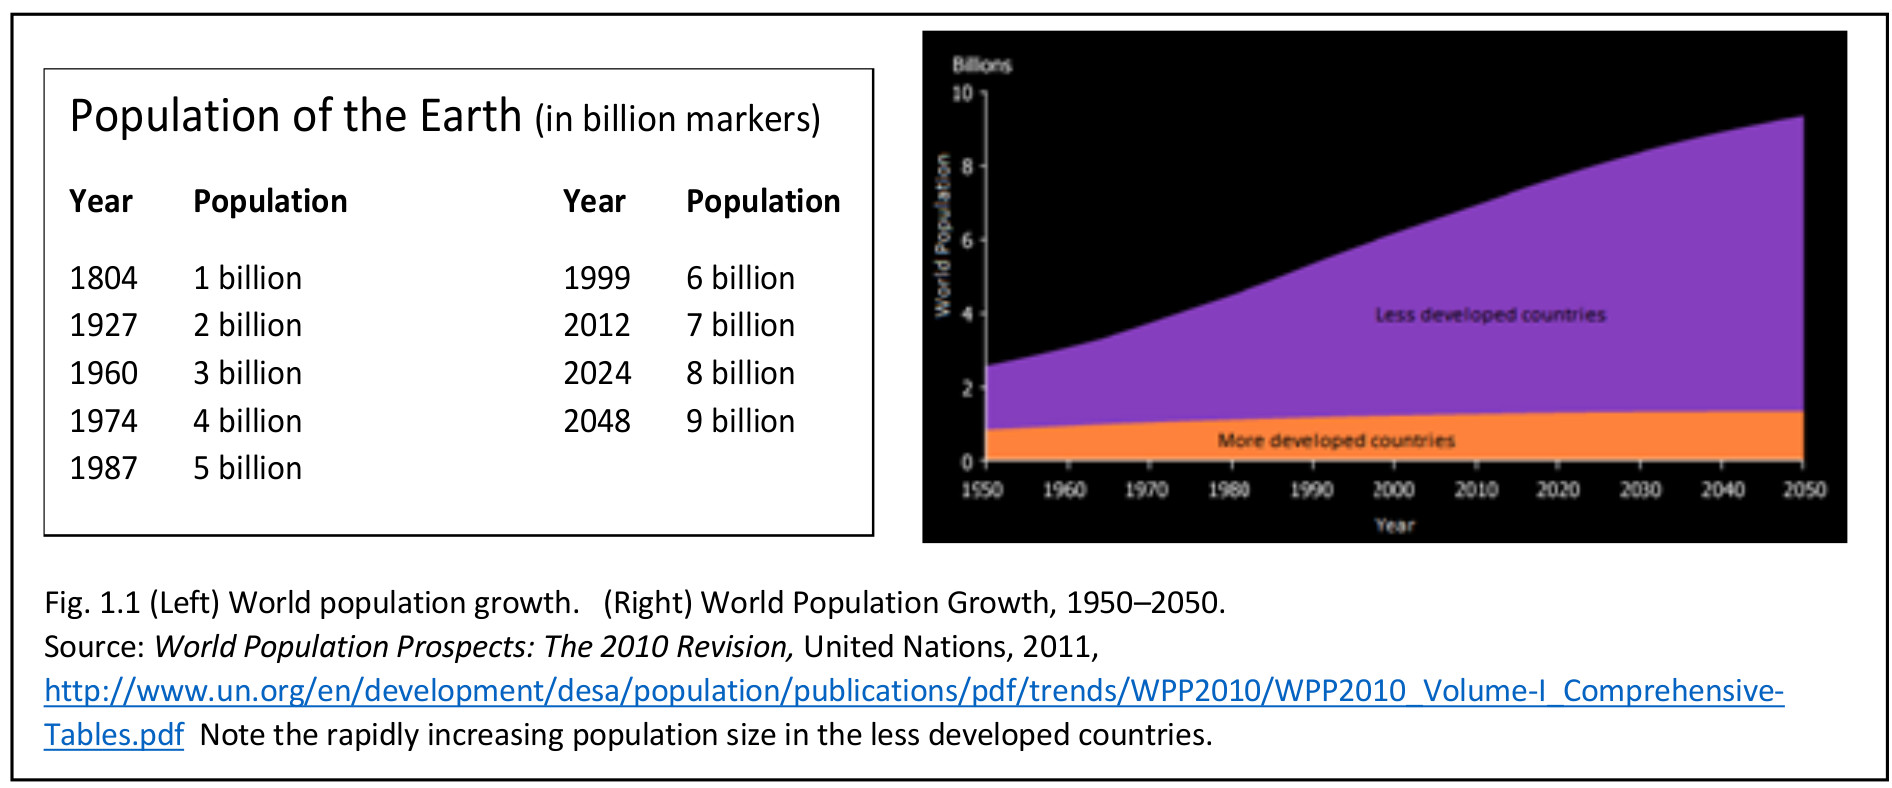 Population of the Earth (in billion markers)
Year Population Year Population
1804 1 billion 1999 6 billion
1927 2 billion 2012 7 billion
1960 3 billion 2024 8 billion
1974 4 billion 2048 9 billion
1987 5 billion
Billions
10
8
6
4
2
0
World Population
Less developed countries
More developed countries
1950 1960 1970 1980 1990 2000 2010 2020 2030 2040 2050
Year
Fig. 1.1 (Left) World population growth. (Right) World Population Growth, 1950–2050.
Source: World Population Prospects: The 2010 Revision, United Nations, 2011,
http://www.un.org/en/development/desa/population/publications/pdf/trends/WPP2010/WPP2010_Volume-I_Comprehensive-
Tables.pdf Note the rapidly increasing population size in the less developed countries.